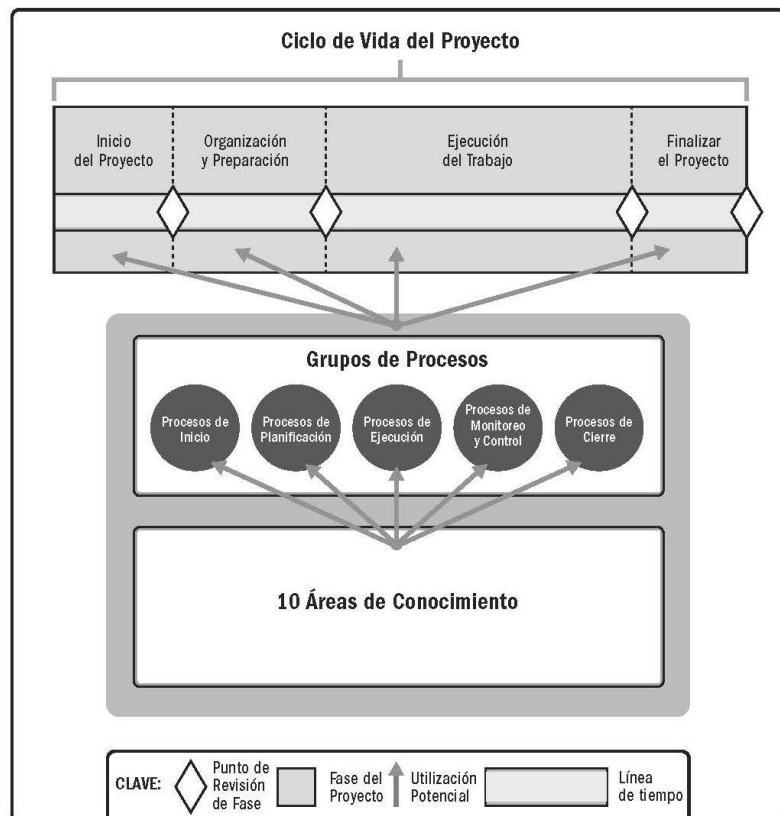 Ciclo de Vida del Proyecto
Inicio
del Proyecto
Organización
y Preparación
Ejecución
del Trabajo
Finalizar
el Proyecto
Grupos de Procesos
Procesos de
Inicio
Procesos de
Planificación
Procesos de
Ejecución
Procesos de
Monitoreo
y Control
Procesos de
Cierre
10 Áreas de Conocimiento
CLAVE:
Punto de
Revisión
de Fase
Fase del
Proyecto
Utilización
Potencial
Línea
de tiempo